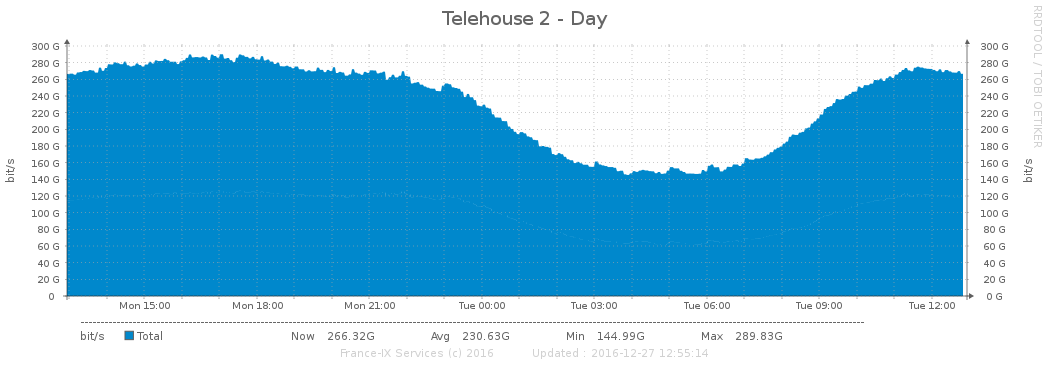 Telehouse 2 - Day
RRDTOOL / TOBI OETIKER
bit/s
300 G
280 G
260 G
240 G
220 G
200 G
180 G
160 G
140 G
120 G
100 G
80 G
60 G
40 G
20 G
0
300 G
280 G
260 G
240 G
220 G
200 G
180 G
160 G
140 G
120 G
100 G
80 G
60 G
40 G
20 G
0 G
bit/s
Mon 15:00 Mon 18:00 Mon 21:00 Tue 00:00 Tue 03:00 Tue 06:00 Tue 09:00 Tue 12:00
bit/s Total Now 266.32G Avg 230.63G Min 144.99G Max 289.83G
France-IX Services (c) 2016 Updated : 2016-12-27 12:55:14